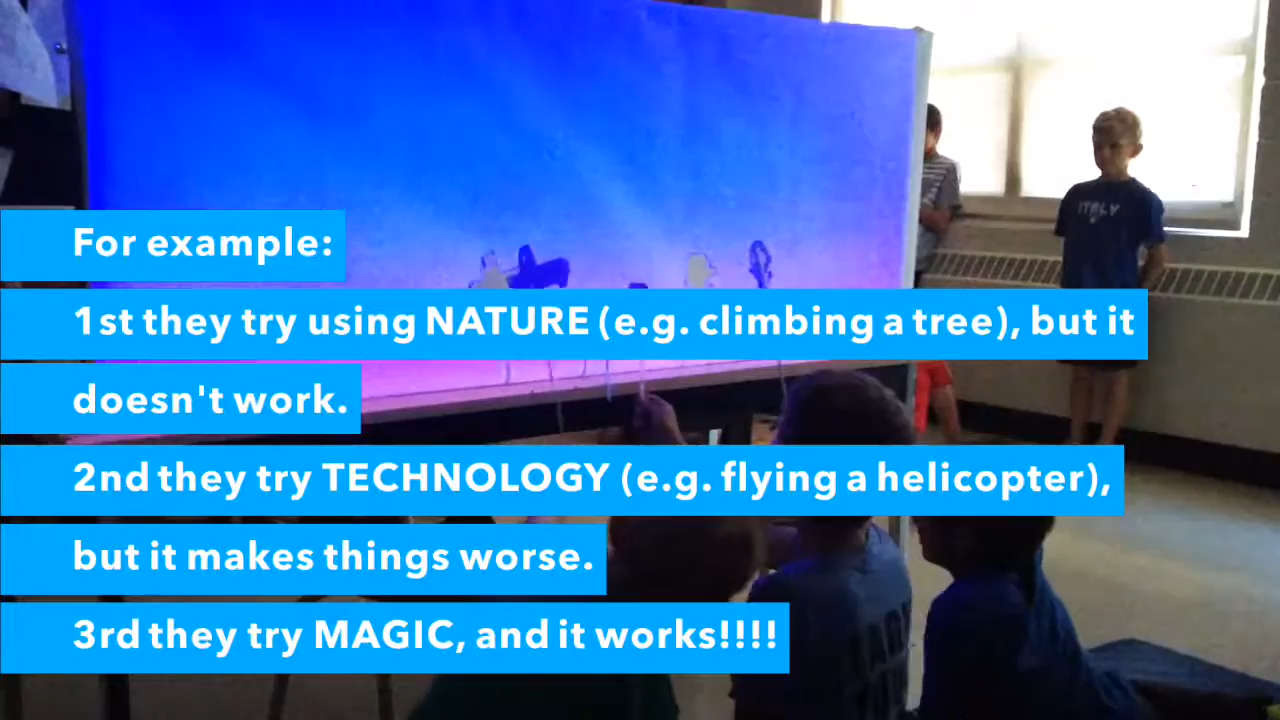 For example:
1st they try using NATURE (e.g. climbing a tree), but it
doesn't work.
2nd they try TECHNOLOGY (e.g. flying a helicopter),
but it makes things worse.
3rd they try MAGIC, and it works!!!!
ITALY